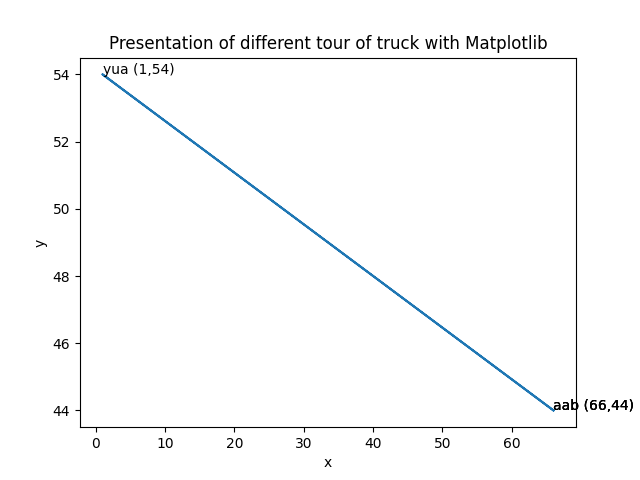 Presentation of different tour of truck with Matplotlib
yua (1,54)
54
52
50
48
46
44
y
aab (66,44)
0 10 20 30 40 50 60
x